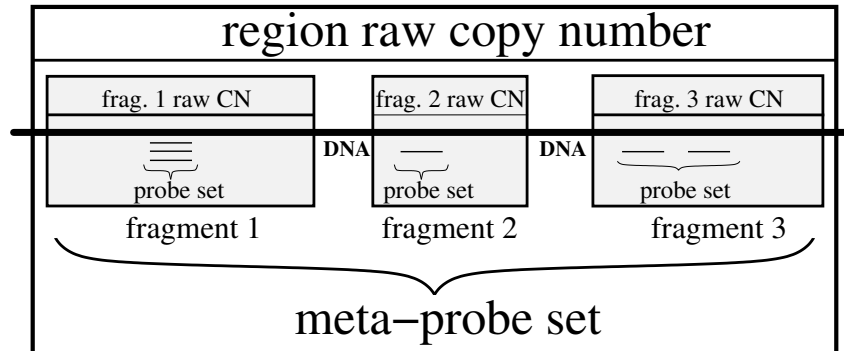 region raw copy number
frag. 1 raw CN
frag. 2 raw CN
frag. 3 raw CN
DNA
DNA
probe set
probe set
probe set
fragment 1
fragment 2
fragment 3
meta−probe set